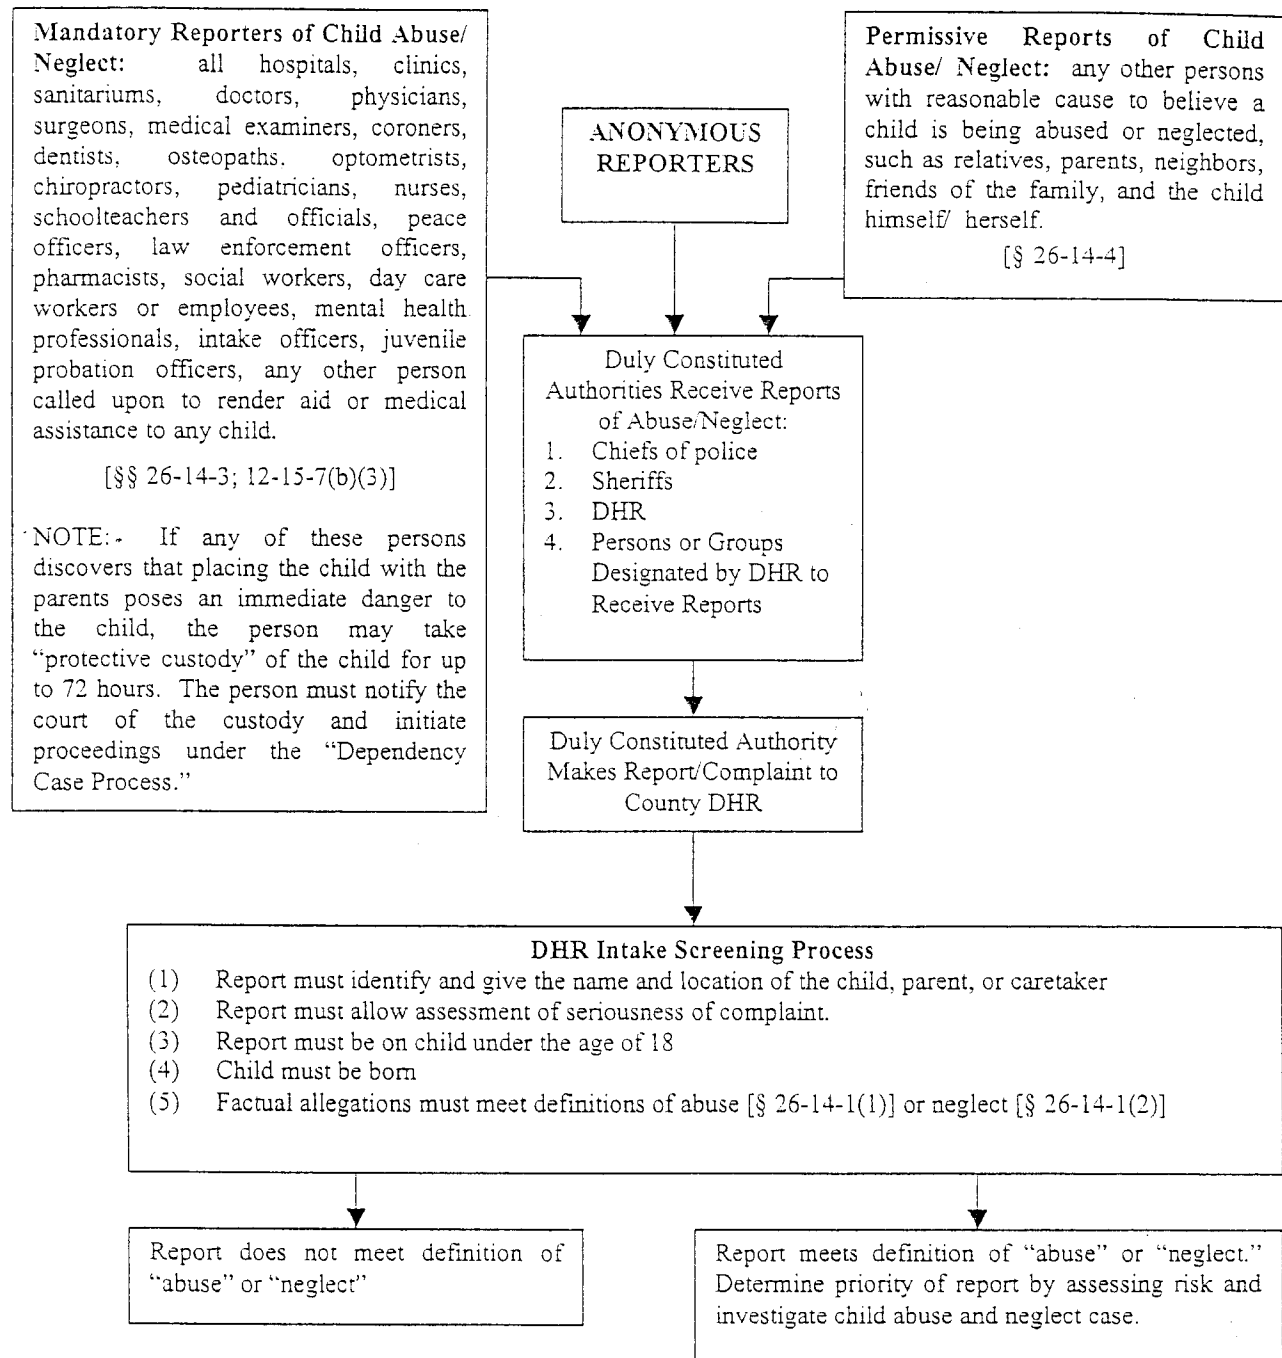 Mandatory Reporters of Child Abuse/
Neglect: all hospitals, clinics,
sanitariums, doctors, physicians,
surgeons, medical examiners, coroners,
dentists, osteopaths, optometrists,
chiropractors, pediatricians, nurses,
schoolteachers and officials, peace
officers, law enforcement officers,
pharmacists, social workers, day care
workers or employees, mental health
professionals, intake officers, juvenile
probation officers, any other person
called upon to render aid or medical
assistance to any child.
[§§ 26-14-3; 12-15-7(b)(3)]
NOTE:- If any of these persons
discovers that placing the child with the
parents poses an immediate danger to
the child, the person may take
“protective custody” of the child for up
to 72 hours. The person must notify the
court of the custody and initiate
proceedings under the “Dependency
Case Process.”
ANONYMOUS
REPORTERS
Permissive Reports of Child
Abuse/ Neglect: any other persons
with reasonable cause to believe a
child is being abused or neglected,
such as relatives, parents, neighbors,
friends of the family, and the child
himself/ herself.
[§ 26-14-4]
Duly Constituted
Authorities Receive Reports
of Abuse/Neglect:
1. Chiefs of police
2. Sheriffs
3. DHR
4. Persons or Groups
Designated by DHR to
Receive Reports
Duly Constituted Authority
Makes Report/Complaint to
County DHR
DHR Intake Screening Process
(1) Report must identify and give the name and location of the child, parent, or caretaker
(2) Report must allow assessment of seriousness of complaint.
(3) Report must be on child under the age of 18
(4) Child must be born
(5) Factual allegations must meet definitions of abuse [§ 26-14-1(1)] or neglect [§ 26-14-1(2)]
Report does not meet definition of
“abuse” or “neglect”
Report meets definition of “abuse” or “neglect.”
Determine priority of report by assessing risk and
investigate child abuse and neglect case.